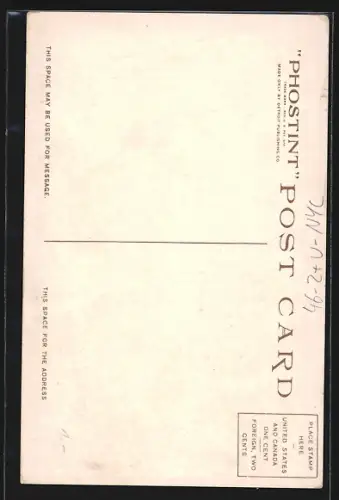 "PHOSTINT" POST CARD
MADE ONLY BY DETROIT PUBLISHING CO.
PLACE STAMP
HERE
UNITED STATES
AND CANADA
ONE CENT
FOREIGN, TWO
CENTS
THIS SPACE MAY BE USED FOR MESSAGE.
THIS SPACE FOR THE ADDRESS